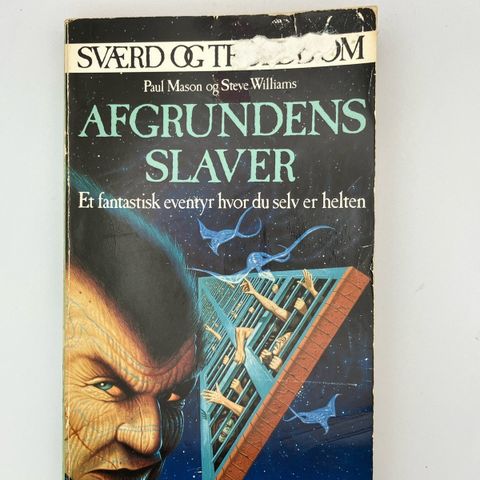 SVÆRD OG
Paul Mason og Steve Williams
AFGRUNDENS
SLAVER
Et fantastisk eventyr hvor du selv er helten